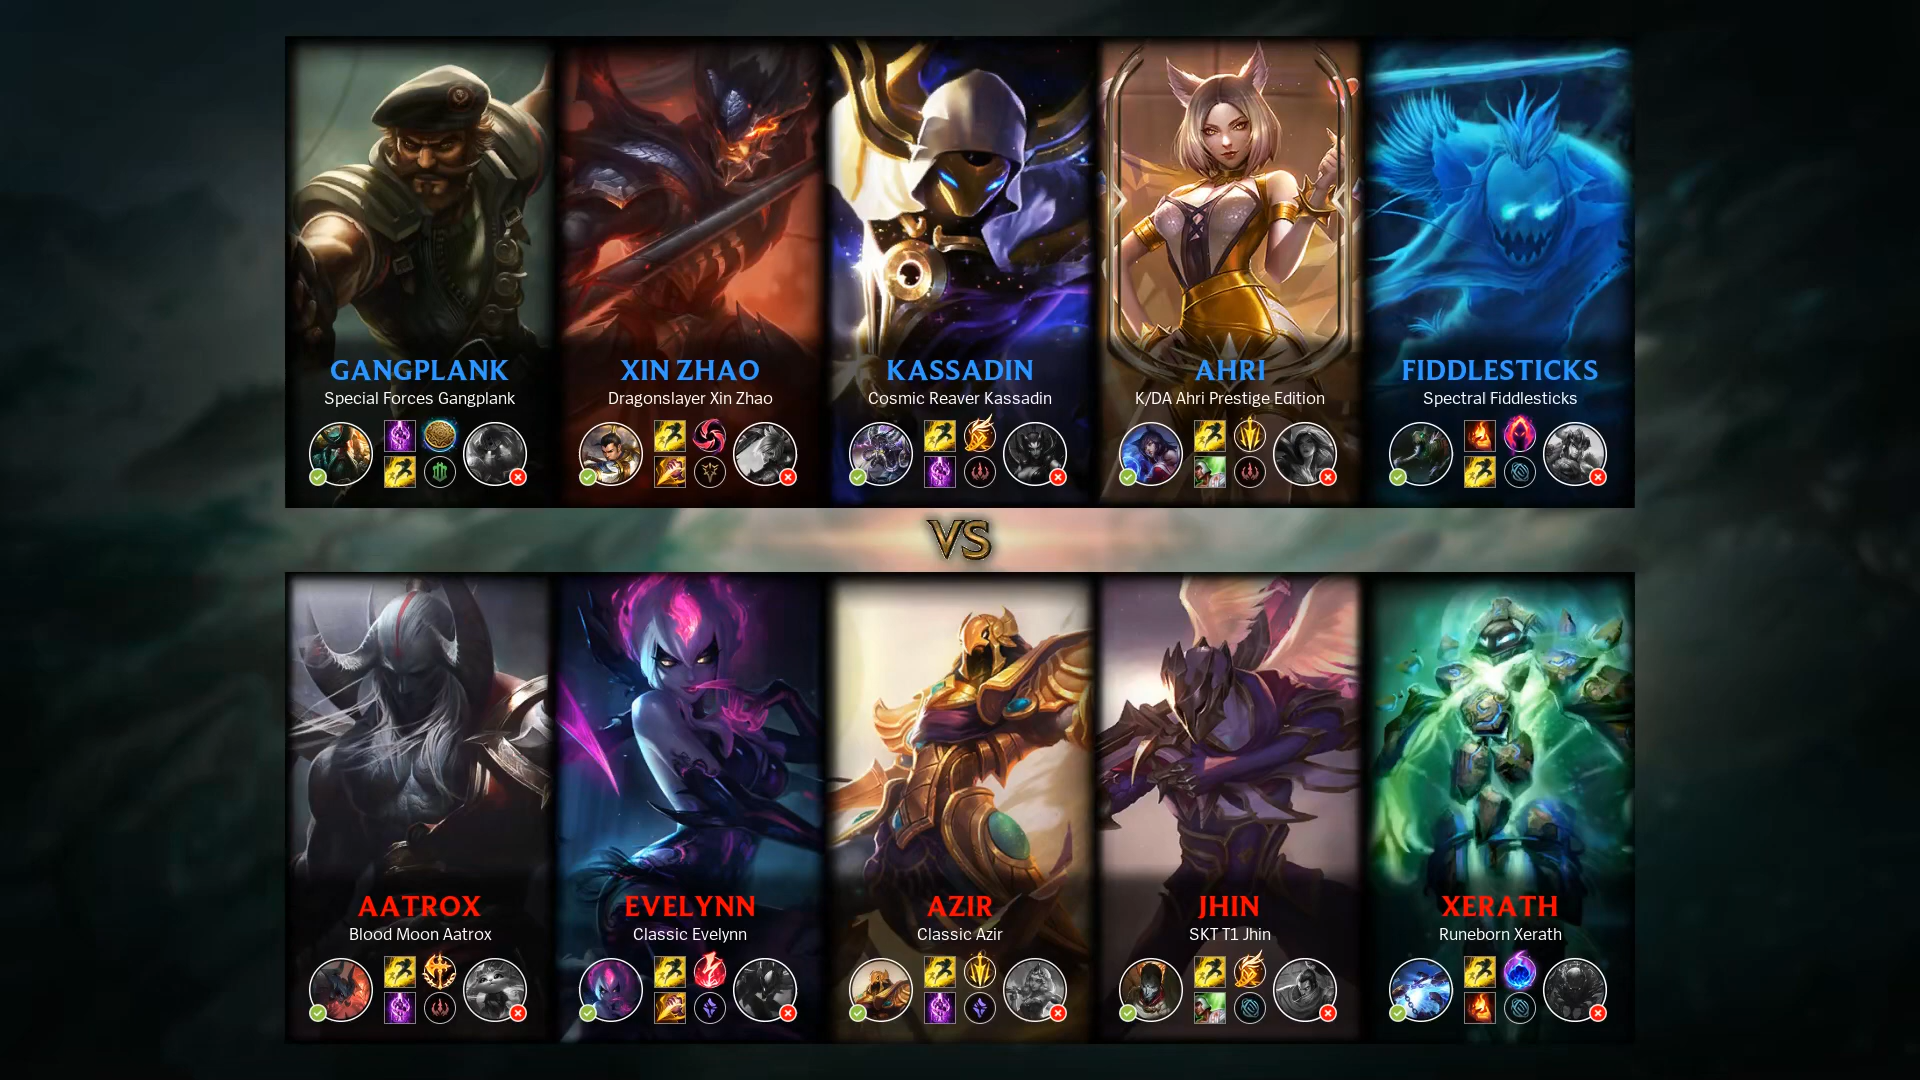 GANGPLANK
Special Forces Gangplank
XIN ZHAO
Dragonslayer Xin Zhao
KASSADIN
Cosmic Reaver Kassadin
AHRI
K/DA Ahri Prestige Edition
FIDDLESTICKS
Spectral Fiddlesticks
VS
AATROX
Blood Moon Aatrox
EVELYNN
Classic Evelynn
AZIR
Classic Azir
JHIN
SKT T1 Jhin
XERATH
Runeborn Xerath